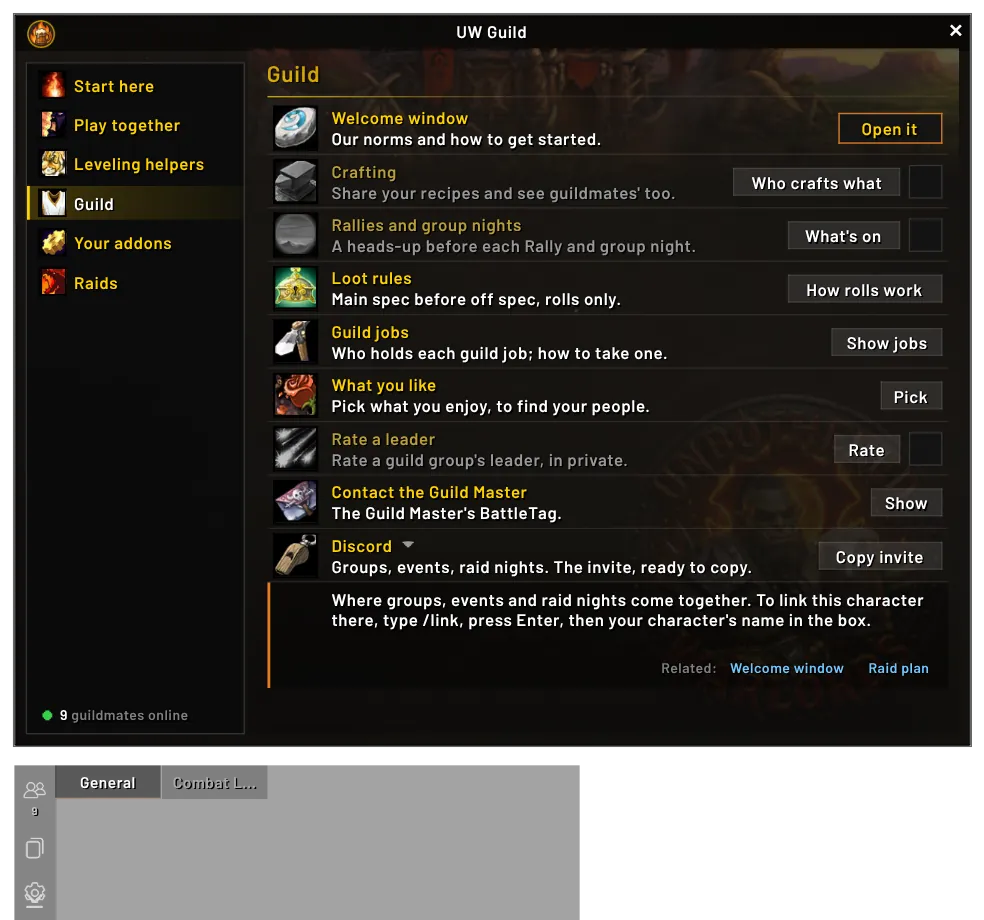 UW Guild
Start here
Play together
Leveling helpers
Guild
Your addons
Raids
9 guildmates online
Guild
Welcome window
Our norms and how to get started.
Open it
Crafting
Share your recipes and see guildmates' too.
Who crafts what
Rallies and group nights
A heads-up before each Rally and group night.
What's on
Loot rules
Main spec before off spec, rolls only.
How rolls work
Guild jobs
Who holds each guild job; how to take one.
Show jobs
What you like
Pick what you enjoy, to find your people.
Pick
Rate a leader
Rate a guild group's leader, in private.
Rate
Contact the Guild Master
The Guild Master's BattleTag.
Show
Discord
Groups, events, raid nights. The invite, ready to copy.
Copy invite
Where groups, events and raid nights come together. To link this character
there, type /link, press Enter, then your character's name in the box.
Related: Welcome window Raid plan
General
Combat L...
9